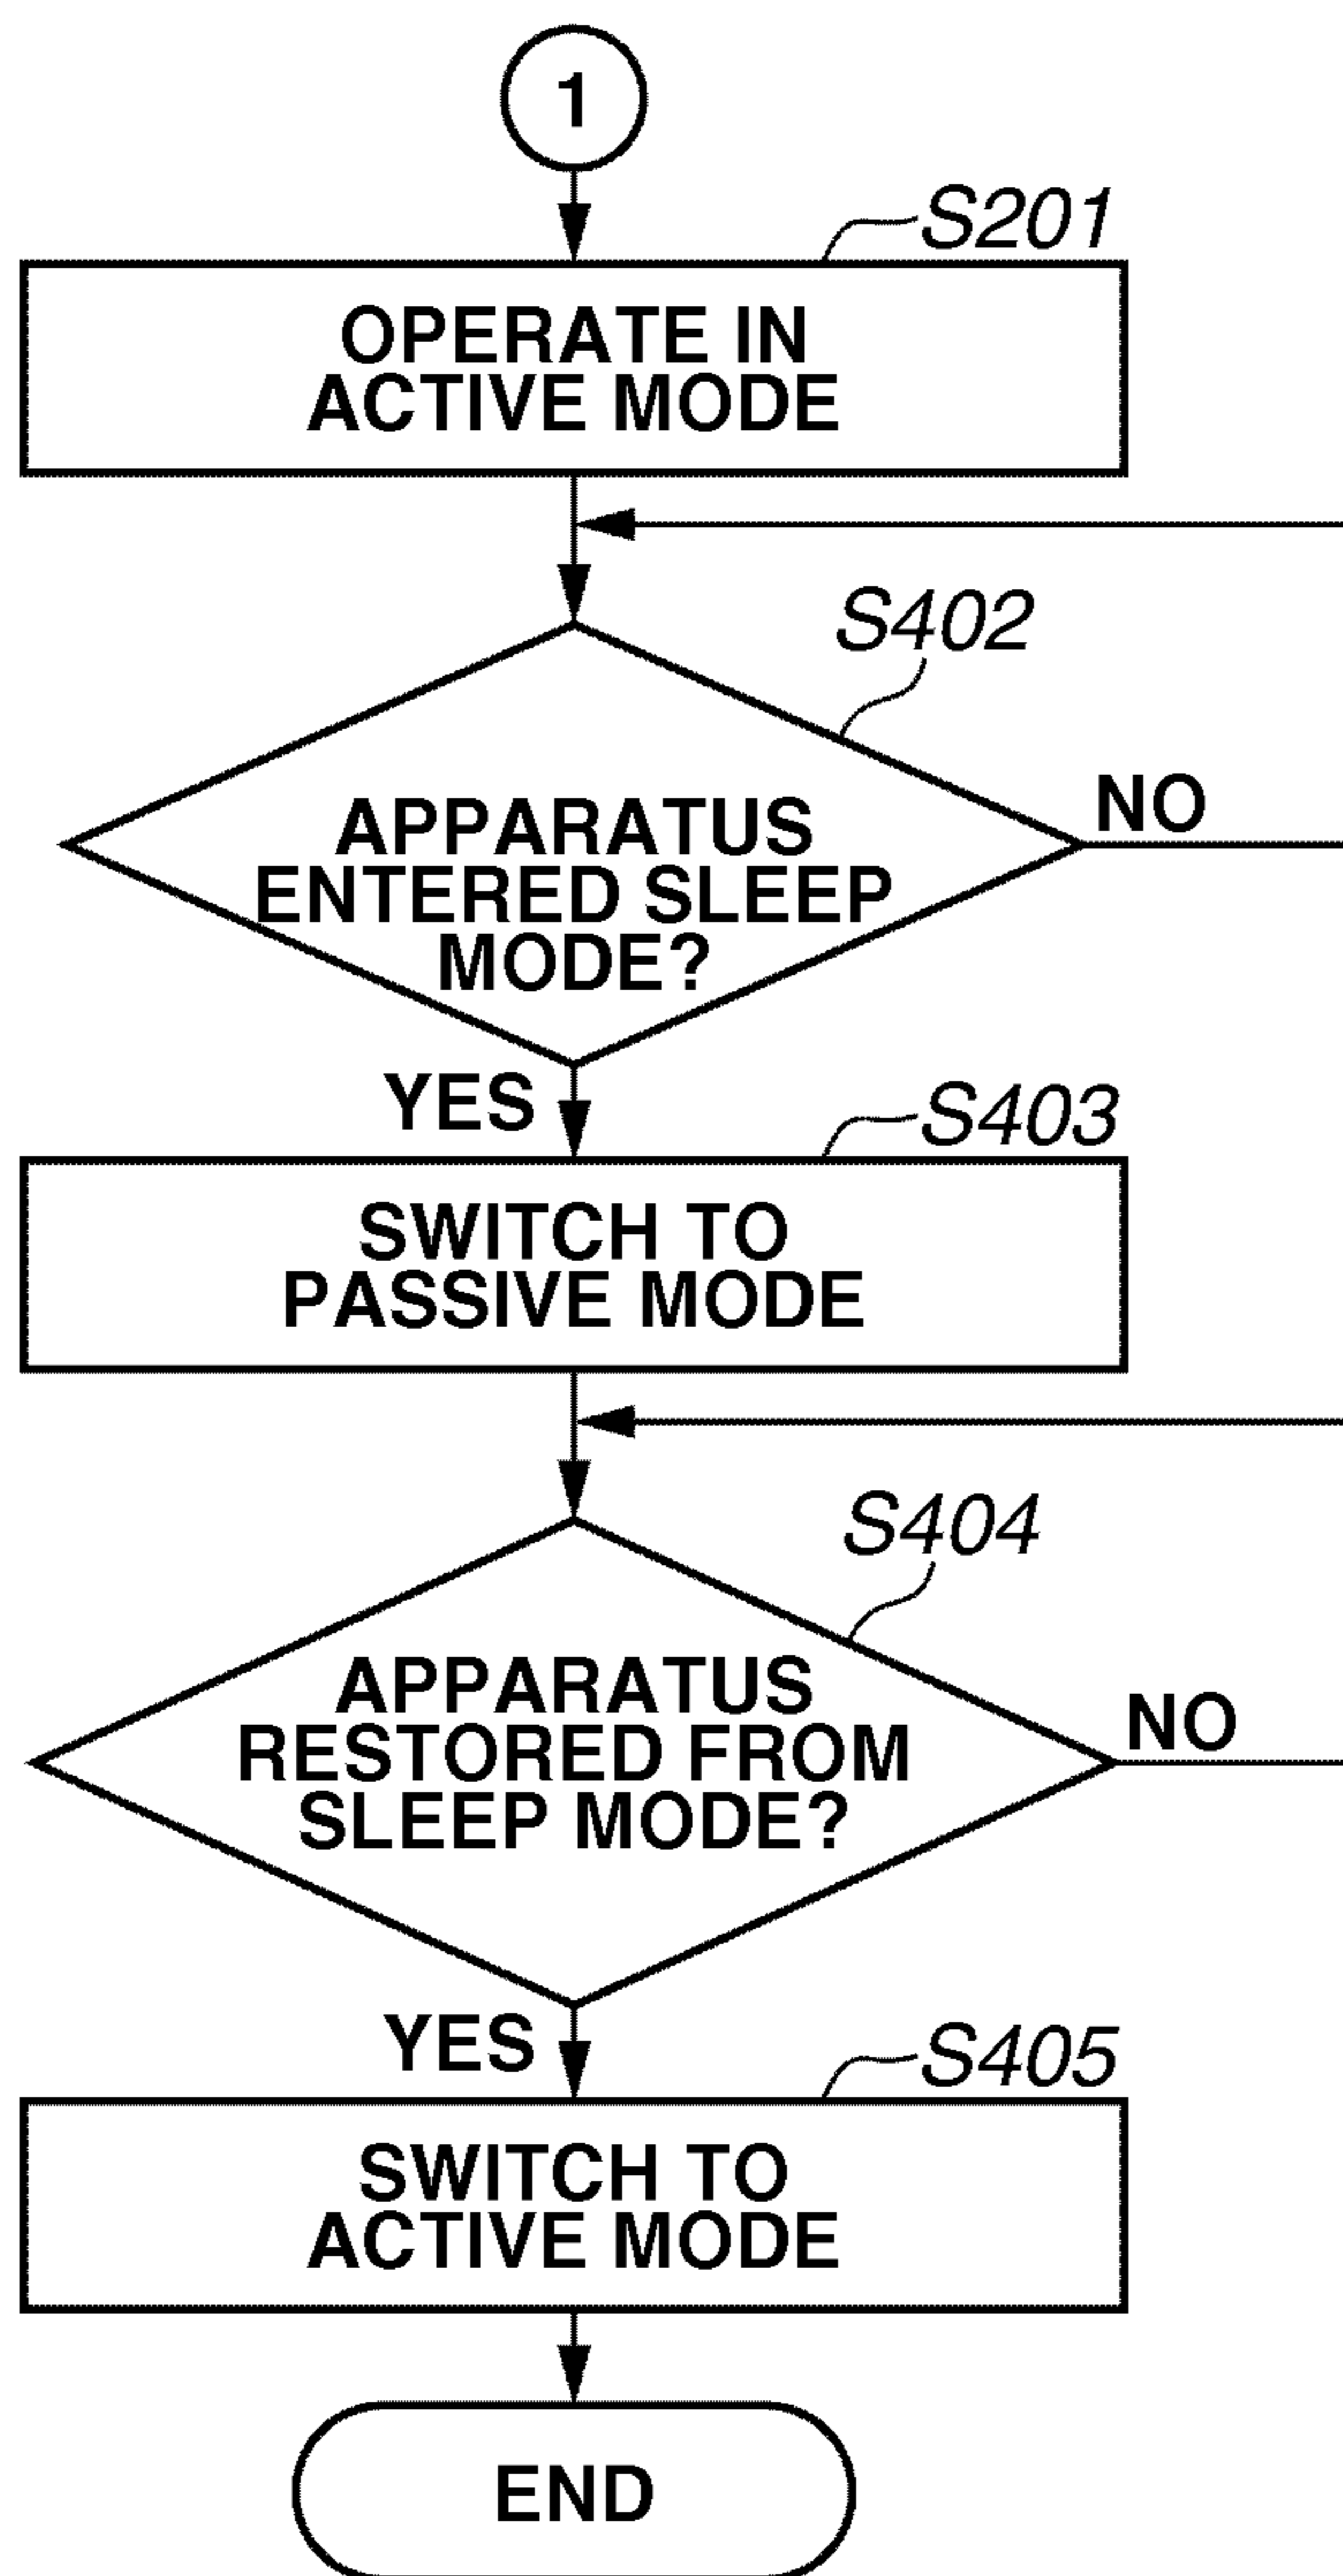 1
S201
OPERATE IN
ACTIVE MODE
S402
APPARATUS
ENTERED SLEEP
MODE?
NO
YES
S403
SWITCH TO
PASSIVE MODE
S404
APPARATUS
RESTORED FROM
SLEEP MODE?
NO
YES
S405
SWITCH TO
ACTIVE MODE
END